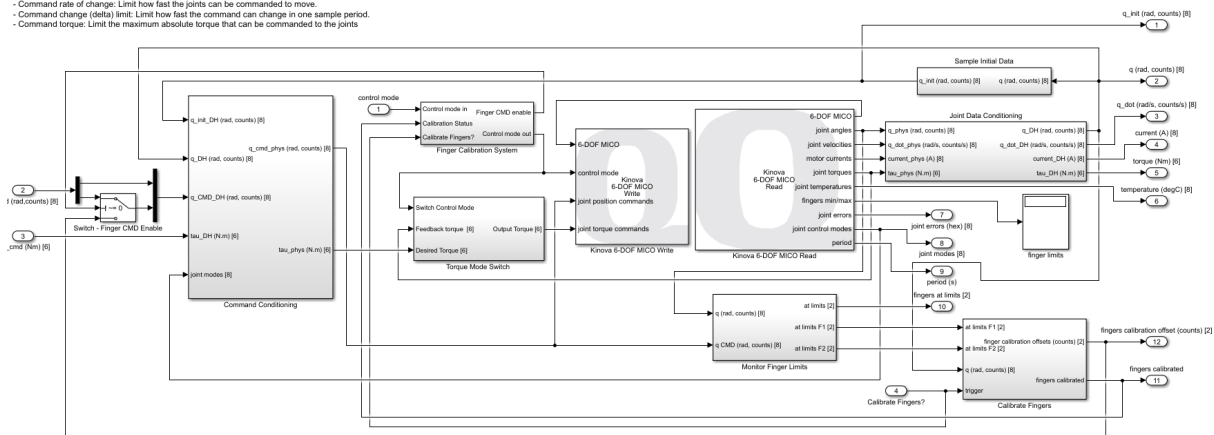 - Command rate of change: Limit how fast the joints can be commanded to move.
- Command change (delta) limit: Limit how fast the command can change in one sample period.
- Command torque: Limit the maximum absolute torque that can be commanded to the joints
q_init (rad, counts) [8]
1
Sample Initial Data
q_init (rad, counts) [8]
q (rad, counts) [8]
q (rad, counts) [8]
2
q_dot (rad/s, counts/s) [8]
3
current (A) [8]
4
torque (Nm) [6]
5
temperature (degC) [8]
6
control mode
1
Control mode in
Calibration Status
Calibrate Fingers?
Finger CMD enable
Control mode out
Finger Calibration System
q_init_DH (rad, counts) [8]
q_DH (rad, counts) [8]
q_CMD_DH (rad, counts) [8]
tau_DH (N.m) [6]
joint modes [8]
q_cmd_phys (rad, counts) [8]
tau_phys (N.m) [6]
Command Conditioning
2
(rad,counts) [8]
~= 0
Switch - Finger CMD Enable
3
_cmd (Nm) [6]
Switch Control Mode
Feedback torque [6]
Desired Torque [6]
Output Torque [6]
Torque Mode Switch
6-DOF MICO
control mode
joint position commands
joint torque commands
Kinova
6-DOF MICO
Write
Kinova 6-DOF MICO Write
Kinova
6-DOF MICO
Read
6-DOF MICO
joint angles
joint velocities
motor currents
joint torques
joint temperatures
fingers min/max
joint errors
joint control modes
period
Kinova 6-DOF MICO Read
Joint Data Conditioning
q_phys (rad, counts) [8]
q_dot_phys (rad/s, counts/s) [8]
current_phys (A) [8]
tau_phys (N.m) [6]
q_DH (rad, counts) [8]
q_dot_DH (rad/s, counts/s) [8]
current_DH (A) [8]
tau_DH (N.m) [6]
7
joint errors (hex) [8]
8
joint modes [8]
9
period (s)
finger limits
fingers at limits [2]
10
q (rad, counts) [8]
q CMD (rad, counts) [8]
at limits [2]
at limits F1 [2]
at limits F2 [2]
Monitor Finger Limits
at limits F1 [2]
at limits F2 [2]
q (rad, counts) [8]
trigger
finger calibration offsets (counts) [2]
fingers calibrated
Calibrate Fingers
4
Calibrate Fingers?
fingers calibration offset (counts) [2]
12
fingers calibrated
11